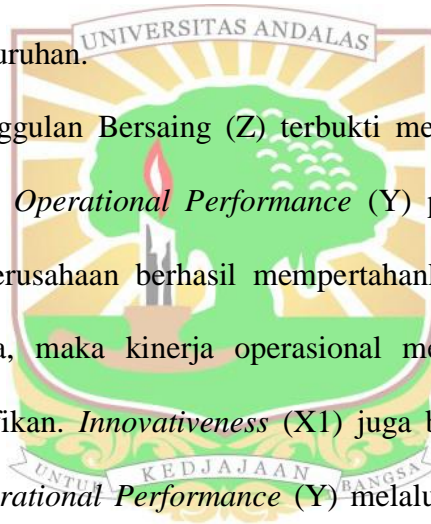 UNIVERSITAS ANDALAS
uruhan.
ggulan Bersaing (Z) terbukti me
Operational Performance (Y) p
erusahaan berhasil mempertahank
a, maka kinerja operasional me
fikan. Innovativeness (X1) juga b
erational Performance (Y) melalu
UNTUK KEDJAJAAN BANGSA